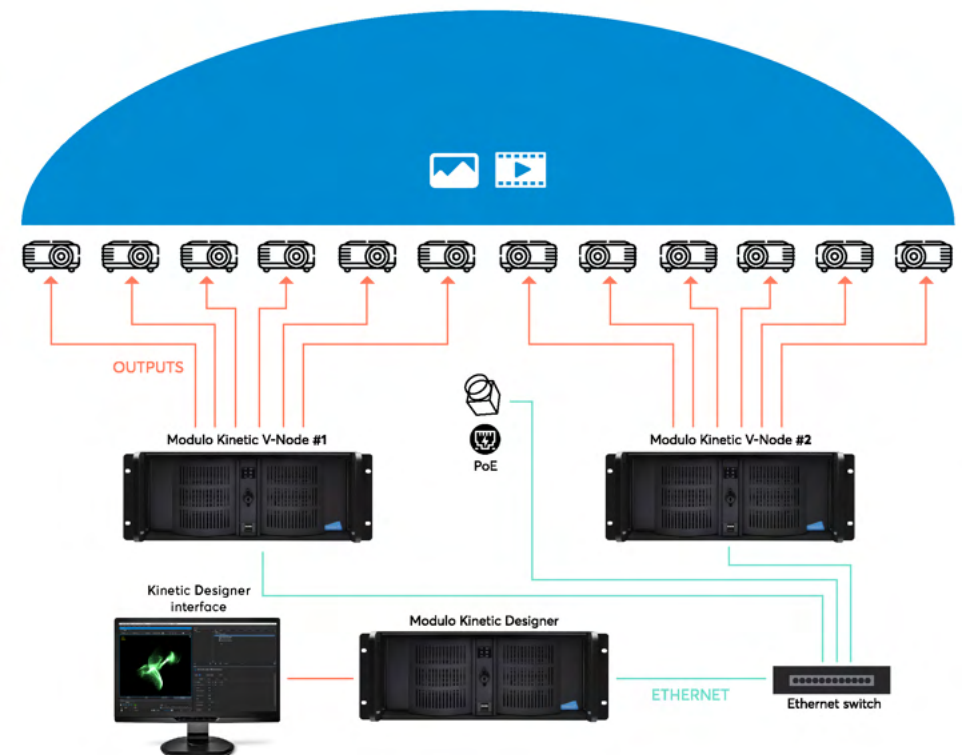 OUTPUTS
Modulo Kinetic V-Node #1
PoE
Modulo Kinetic V-Node #2
Kinetic Designer
interface
Modulo Kinetic Designer
ETHERNET
Ethernet switch